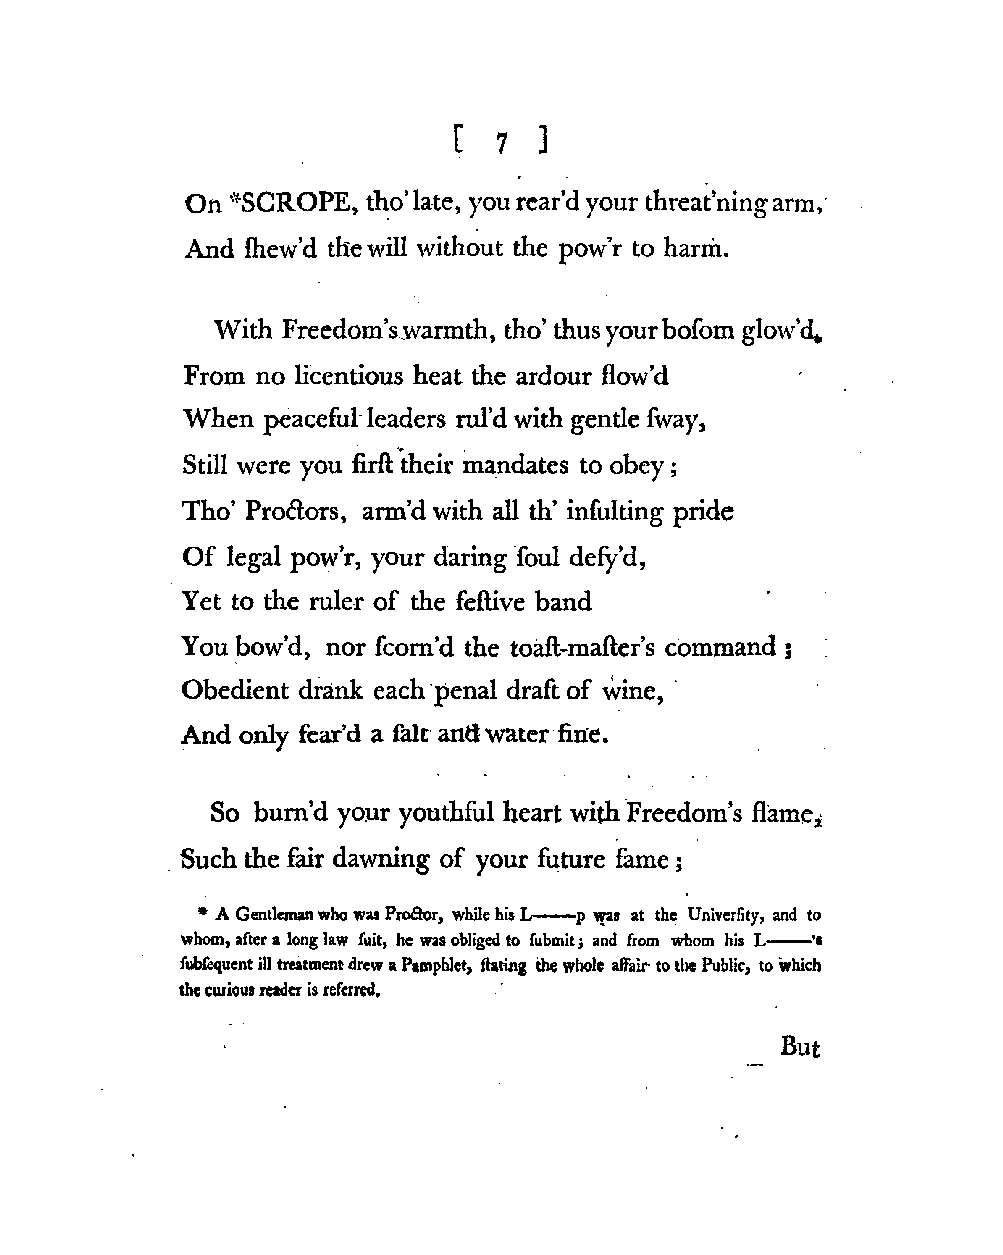 [ 7 ]
On *SCROPE, tho' late, you rear'd your threat'ning arm,
And ſhew'd the will without the pow'r to harm.
With Freedom's warmth, tho' thus your boſom glow'd,
From no licentious heat the ardour flow'd
When peaceful leaders rul'd with gentle ſway,
Still were you firſt their mandates to obey;
Tho' Proctors, arm'd with all th' inſulting pride
Of legal pow'r, your daring ſoul defy'd,
Yet to the ruler of the feſtive band
You bow'd, nor ſcorn'd the toaſt-maſter's command;
Obedient drank each penal draft of wine,
And only fear'd a ſalt and water fine.
So burn'd your youthful heart with Freedom's flame,
Such the fair dawning of your future fame;
* A Gentleman who was Proctor, while his L———p was at the Univerſity, and to
whom, after a long law ſuit, he was obliged to ſubmit; and from whom his L———'s
ſubſequent ill treatment drew a Pamphlet, ſtating the whole affair to the Public, to which
the curious reader is referred.
But